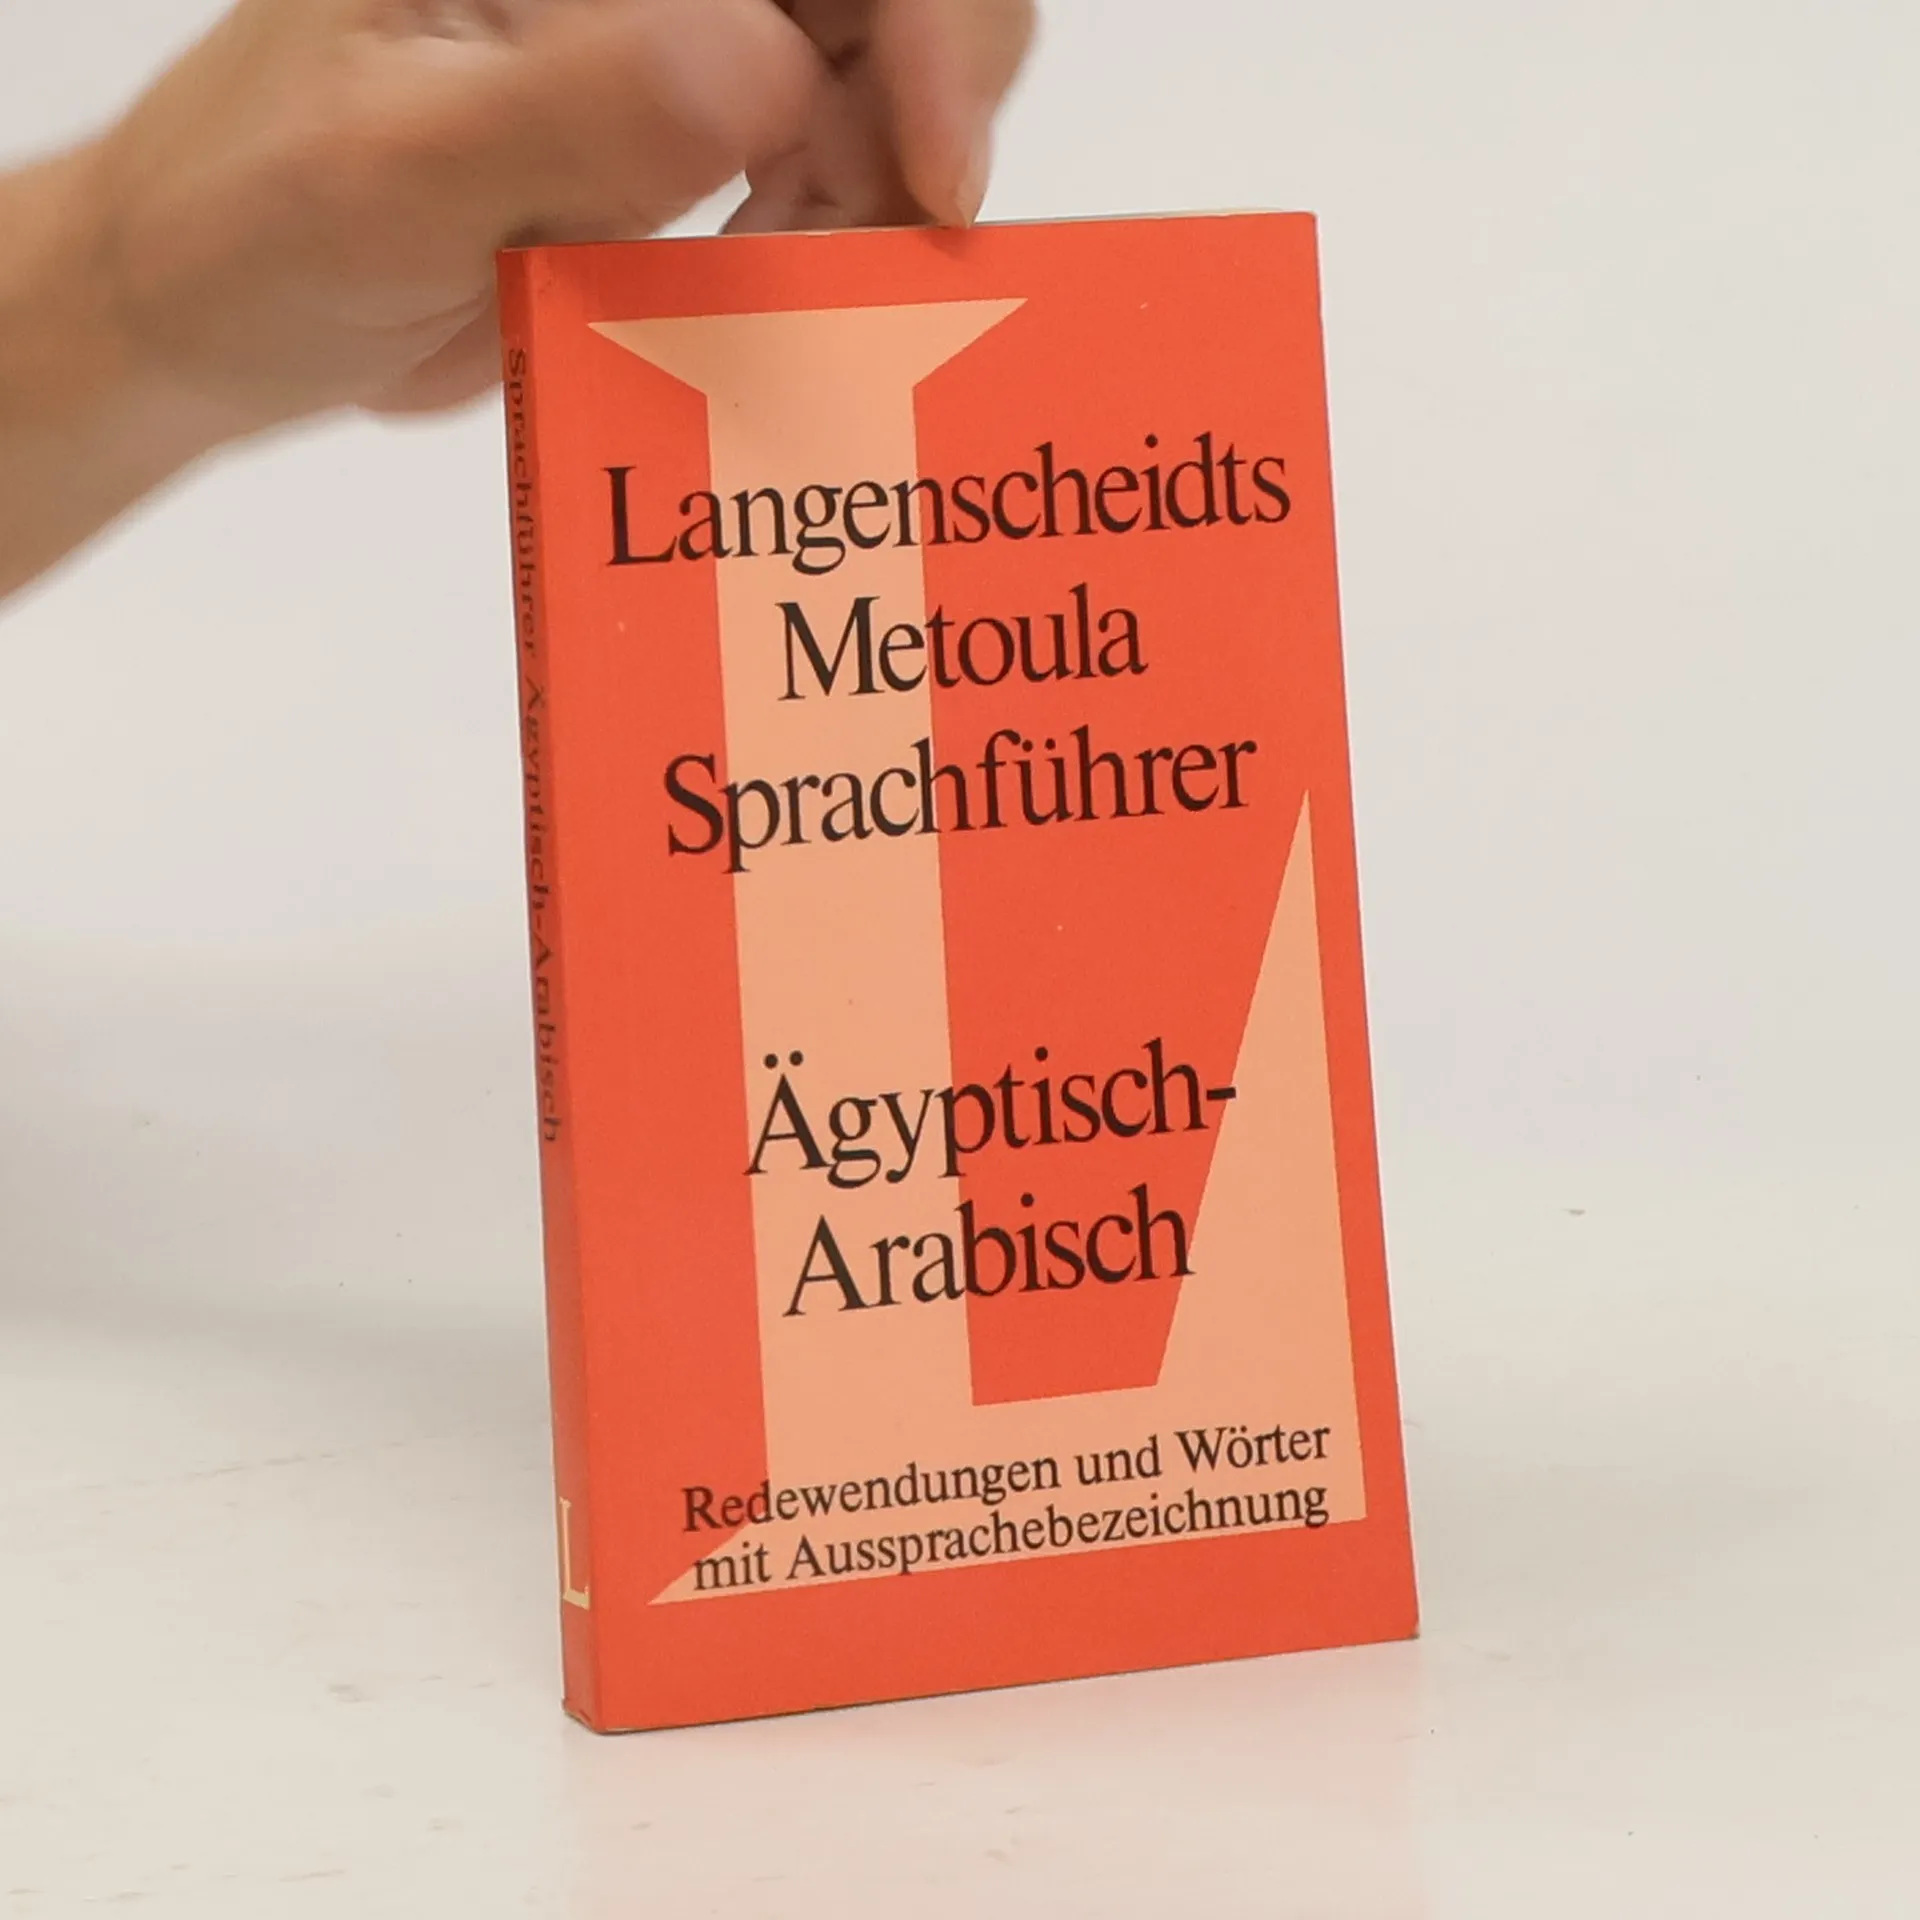 Langenscheidts
Metoula
Sprachführer
Ägyptisch-
Arabisch
Redewendungen und Wörter
mit Aussprachebezeichnung
Sprachführer Ägyptisch-Arabisch
L